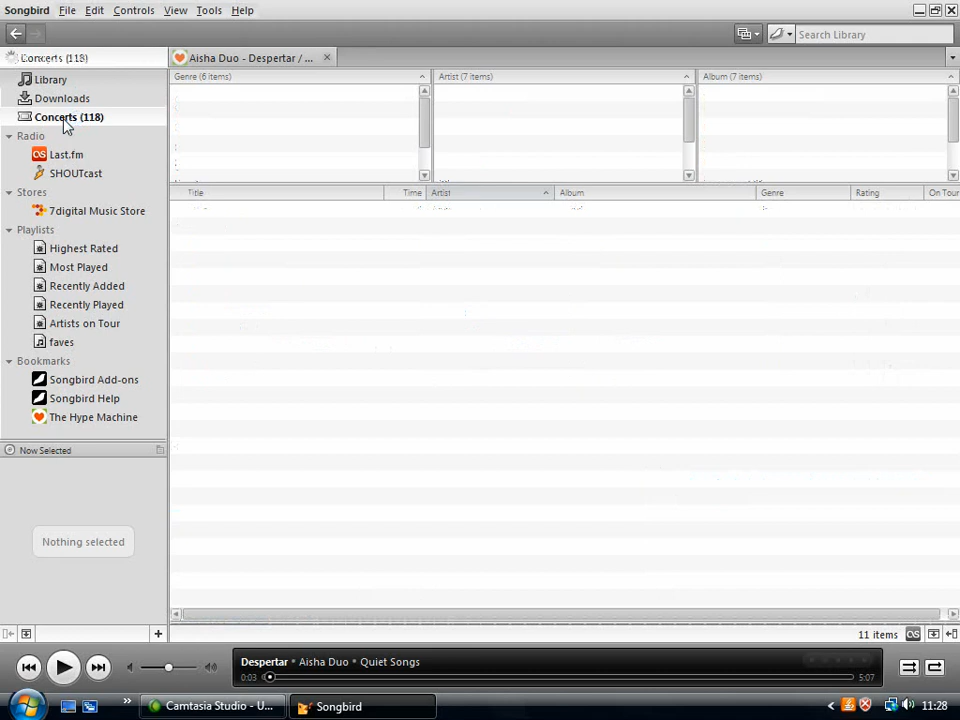 Songbird File Edit Controls View Tools Help
Search Library
Concerts (118)
Aisha Duo - Despertar / ...
Library
Downloads
Concerts (118)
Radio
Last.fm
SHOUTcast
Stores
7digital Music Store
Playlists
Highest Rated
Most Played
Recently Added
Recently Played
Artists on Tour
faves
Bookmarks
Songbird Add-ons
Songbird Help
The Hype Machine
Genre (6 items) Artist (7 items) Album (7 items)
Title Time Artist Album Genre Rating On Tour
Now Selected
Nothing selected
11 items
Despertar * Aisha Duo * Quiet Songs
0:03 5:07
Camtasia Studio - U... Songbird 11:28